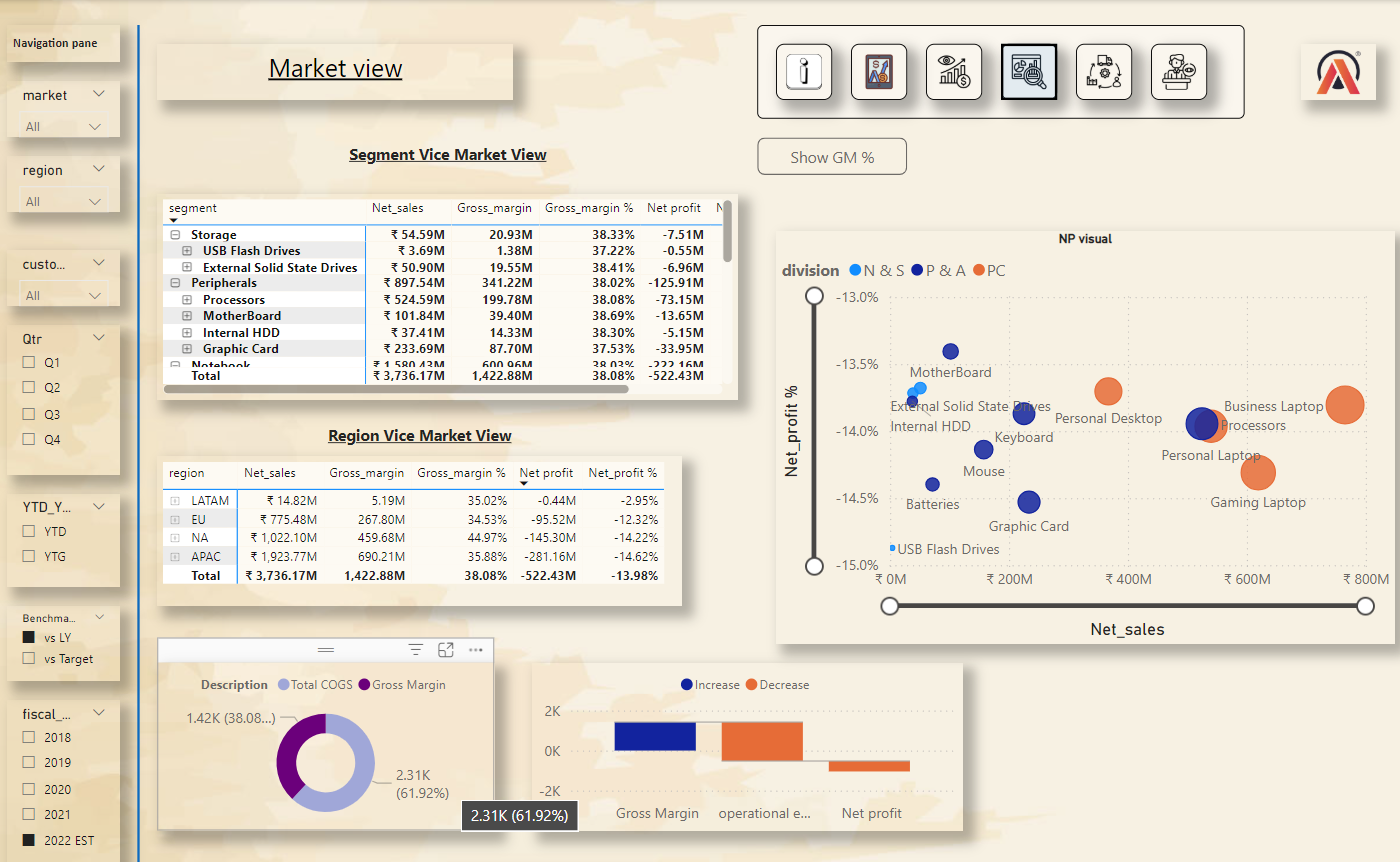 Navigation pane
market
All
region
All
custo...
All
Qtr
Q1
Q2
Q3
Q4
YTD_Y...
YTD
YTG
Benchma...
vs LY
vs Target
fiscal_...
2018
2019
2020
2021
2022 EST
Market view
Show GM %
Segment Vice Market View
segment Net_sales Gross_margin Gross_margin % Net profit N
Storage ₹ 54.59M 20.93M 38.33% -7.51M
USB Flash Drives ₹ 3.69M 1.38M 37.22% -0.55M
External Solid State Drives ₹ 50.90M 19.55M 38.41% -6.96M
Peripherals ₹ 897.54M 341.22M 38.02% -125.91M
Processors ₹ 524.59M 199.78M 38.08% -73.15M
MotherBoard ₹ 101.84M 39.40M 38.69% -13.65M
Internal HDD ₹ 37.41M 14.33M 38.30% -5.15M
Graphic Card ₹ 233.69M 87.70M 37.53% -33.95M
Notebook ₹ 1,580.43M 600.96M 38.03% -222.16M
Total ₹ 3,736.17M 1,422.88M 38.08% -522.43M
Region Vice Market View
region Net_sales Gross_margin Gross_margin % Net profit Net_profit %
LATAM ₹ 14.82M 5.19M 35.02% -0.44M -2.95%
EU ₹ 775.48M 267.80M 34.53% -95.52M -12.32%
NA ₹ 1,022.10M 459.68M 44.97% -145.30M -14.22%
APAC ₹ 1,923.77M 690.21M 35.88% -281.16M -14.62%
Total ₹ 3,736.17M 1,422.88M 38.08% -522.43M -13.98%
NP visual
division N & S P & A PC
Net_profit %
-13.0%
-13.5%
-14.0%
-14.5%
-15.0%
MotherBoard
External Solid State Drives
Internal HDD
Keyboard
Mouse
Batteries
Graphic Card
USB Flash Drives
Personal Desktop
Business Laptop
Processors
Personal Laptop
Gaming Laptop
₹ 0M ₹ 200M ₹ 400M ₹ 600M ₹ 800M
Net_sales
Description Total COGS Gross Margin
1.42K (38.08...)
2.31K
(61.92%)
2.31K (61.92%)
Increase Decrease
2K
0K
-2K
Gross Margin operational e... Net profit